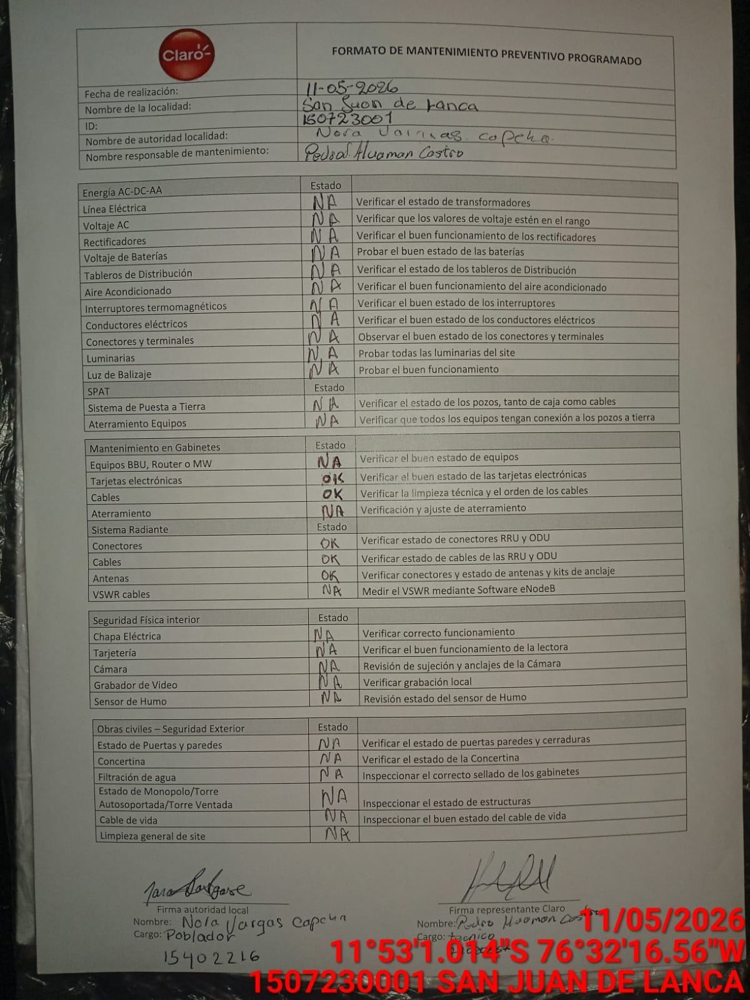 Claro
FORMATO DE MANTENIMIENTO PREVENTIVO PROGRAMADO
Fecha de realización: 11-05-2026
Nombre de la localidad: San Juan de Lanca
ID: 150723001
Nombre de autoridad localidad: Nora Vargas Capcha
Nombre responsable de mantenimiento: Pedro Huaman Castro
Energía AC-DC-AA Estado
Línea Eléctrica NA Verificar el estado de transformadores
Voltaje AC NA Verificar que los valores de voltaje estén en el rango
Rectificadores NA Verificar el buen funcionamiento de los rectificadores
Voltaje de Baterías NA Probar el buen estado de las baterías
Tableros de Distribución NA Verificar el estado de los tableros de Distribución
Aire Acondicionado NA Verificar el buen funcionamiento del aire acondicionado
Interruptores termomagnéticos NA Verificar el buen estado de los interruptores
Conductores eléctricos NA Verificar el buen estado de los conductores eléctricos
Conectores y terminales NA Observar el buen estado de los conectores y terminales
Luminarias NA Probar todas las luminarias del site
Luz de Balizaje NA Probar el buen funcionamiento
SPAT Estado
Sistema de Puesta a Tierra NA Verificar el estado de los pozos, tanto de caja como cables
Aterramiento Equipos NA Verificar que todos los equipos tengan conexión a los pozos a tierra
Mantenimiento en Gabinetes Estado
Equipos BBU, Router o MW NA Verificar el buen estado de equipos
Tarjetas electrónicas OK Verificar el buen estado de las tarjetas electrónicas
Cables OK Verificar la limpieza técnica y el orden de los cables
Aterramiento NA Verificación y ajuste de aterramiento
Sistema Radiante Estado
Conectores OK Verificar estado de conectores RRU y ODU
Cables OK Verificar estado de cables de las RRU y ODU
Antenas OK Verificar conectores y estado de antenas y kits de anclaje
VSWR cables NA Medir el VSWR mediante Software eNodeB
Seguridad Física interior Estado
Chapa Eléctrica NA Verificar correcto funcionamiento
Tarjetería NA Verificar el buen funcionamiento de la lectora
Cámara NA Revisión de sujeción y anclajes de la Cámara
Grabador de Video NA Verificar grabación local
Sensor de Humo NA Revisión estado del sensor de Humo
Obras civiles – Seguridad Exterior Estado
Estado de Puertas y paredes NA Verificar el estado de puertas paredes y cerraduras
Concertina NA Verificar el estado de la Concertina
Filtración de agua NA Inspeccionar el correcto sellado de los gabinetes
Estado de Monopolo/Torre
Autosoportada/Torre Ventada NA Inspeccionar el estado de estructuras
Cable de vida NA Inspeccionar el buen estado del cable de vida
Limpieza general de site NA
Firma autoridad local
Nombre: Nora Vargas Capcha
Cargo: Poblador
15402216
Firma representante Claro
Nombre: Pedro Huaman Castro
Cargo: tecnico
11/05/2026
11°53'1.014"S 76°32'16.56"W
1507230001 SAN JUAN DE LANCA